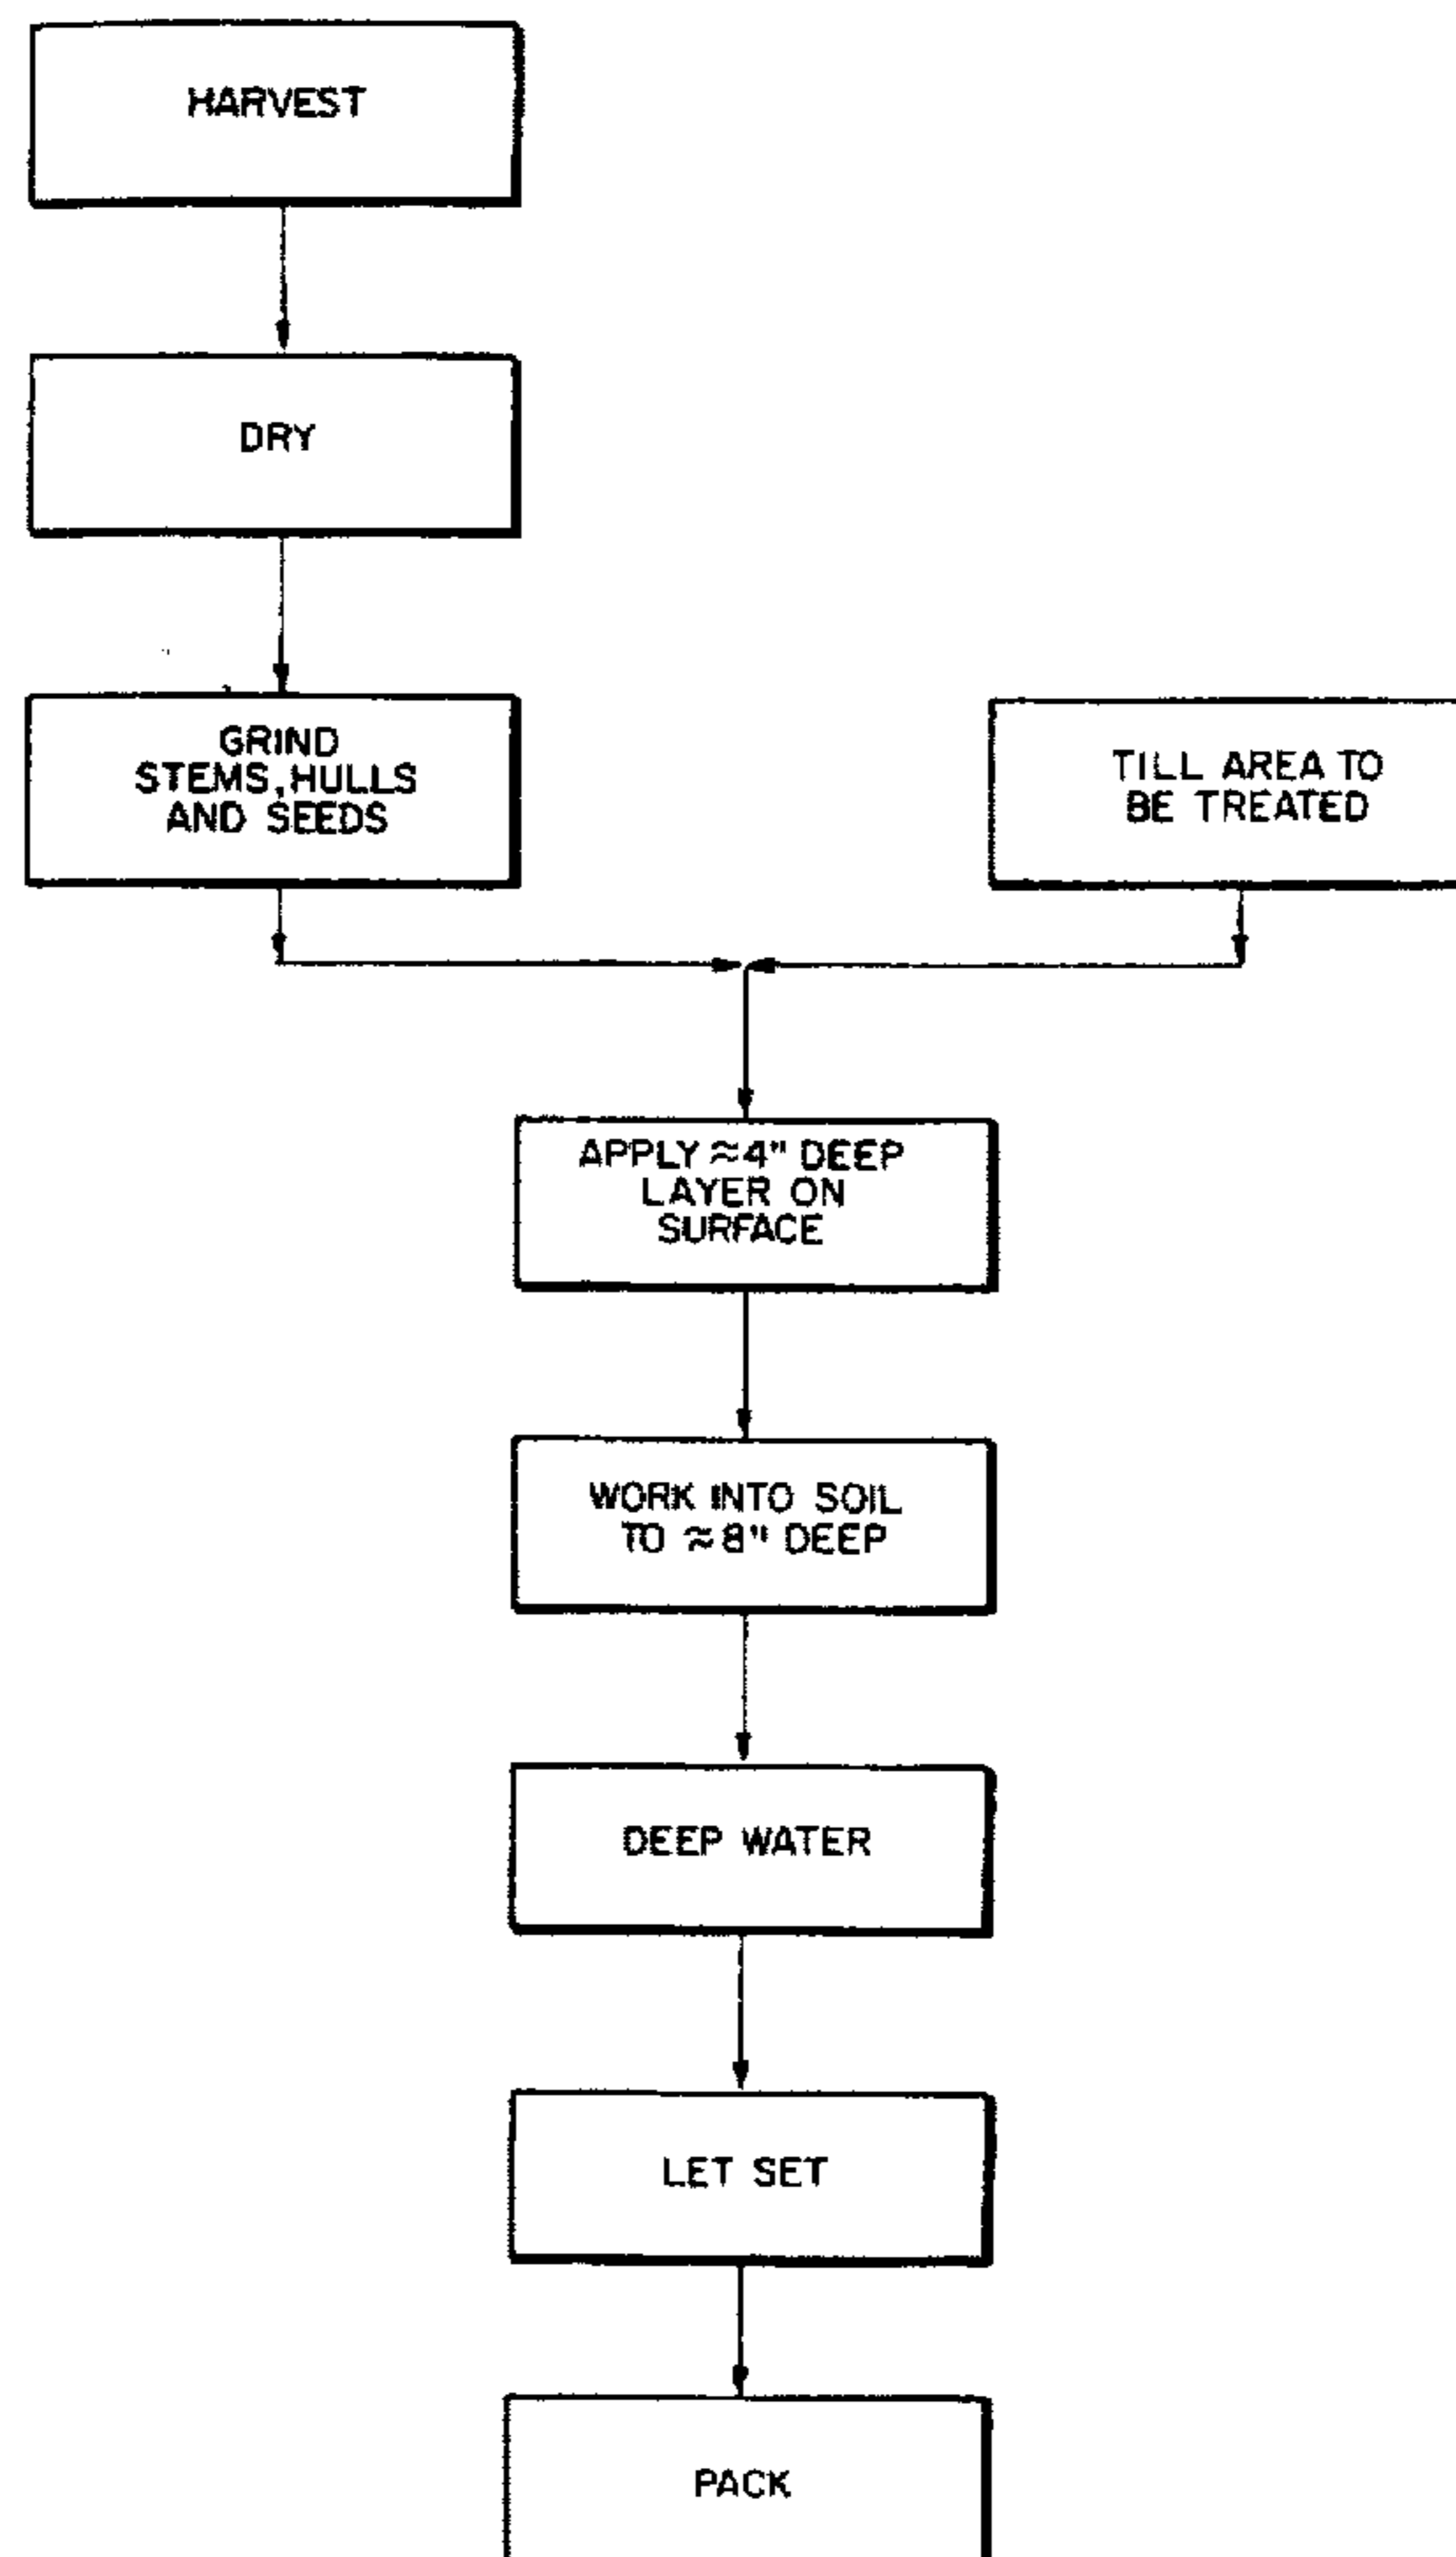 HARVEST
DRY
GRIND
STEMS, HULLS
AND SEEDS
TILL AREA TO
BE TREATED
APPLY ≈4" DEEP
LAYER ON
SURFACE
WORK INTO SOIL
TO ≈8" DEEP
DEEP WATER
LET SET
PACK